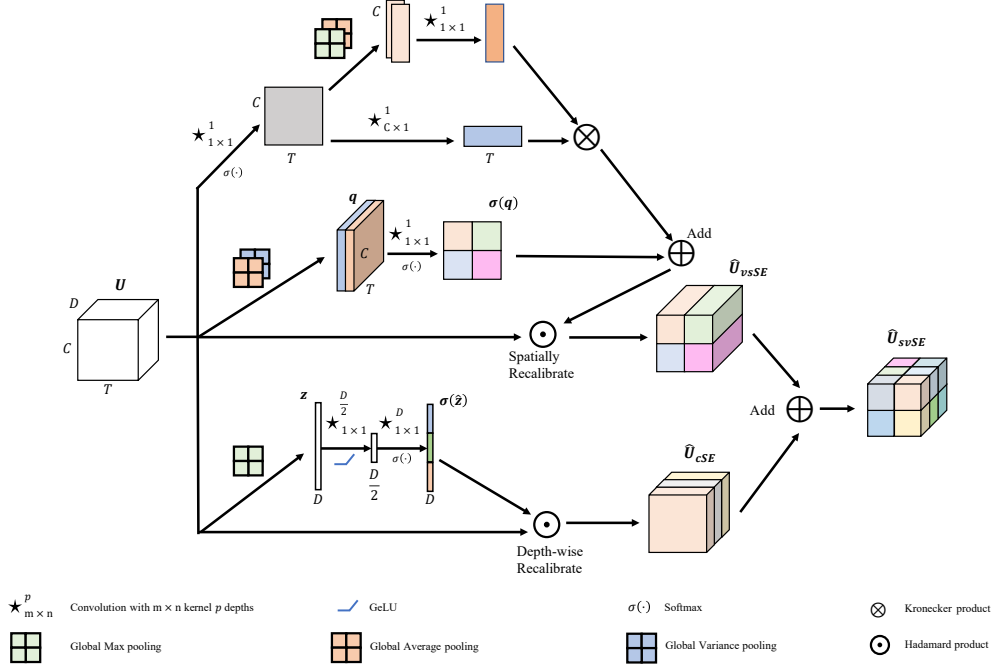 C
★ 1 1 × 1
C
★ 1 1 × 1
σ(·)
T
★ 1 C × 1
T
q
C
T
★ 1 1 × 1
σ(·)
σ(q)
Add
D
U
C
T
Spatially
Recalibrate
Û_vsSE
Û_svSE
Add
z
D
★ D/2 1 × 1
D/2
★ D 1 × 1
σ(·)
σ(ẑ)
D
Û_cSE
Depth-wise
Recalibrate
★ p m × n Convolution with m × n kernel p depths
GeLU
σ(·) Softmax
Kronecker product
Global Max pooling
Global Average pooling
Global Variance pooling
Hadamard product